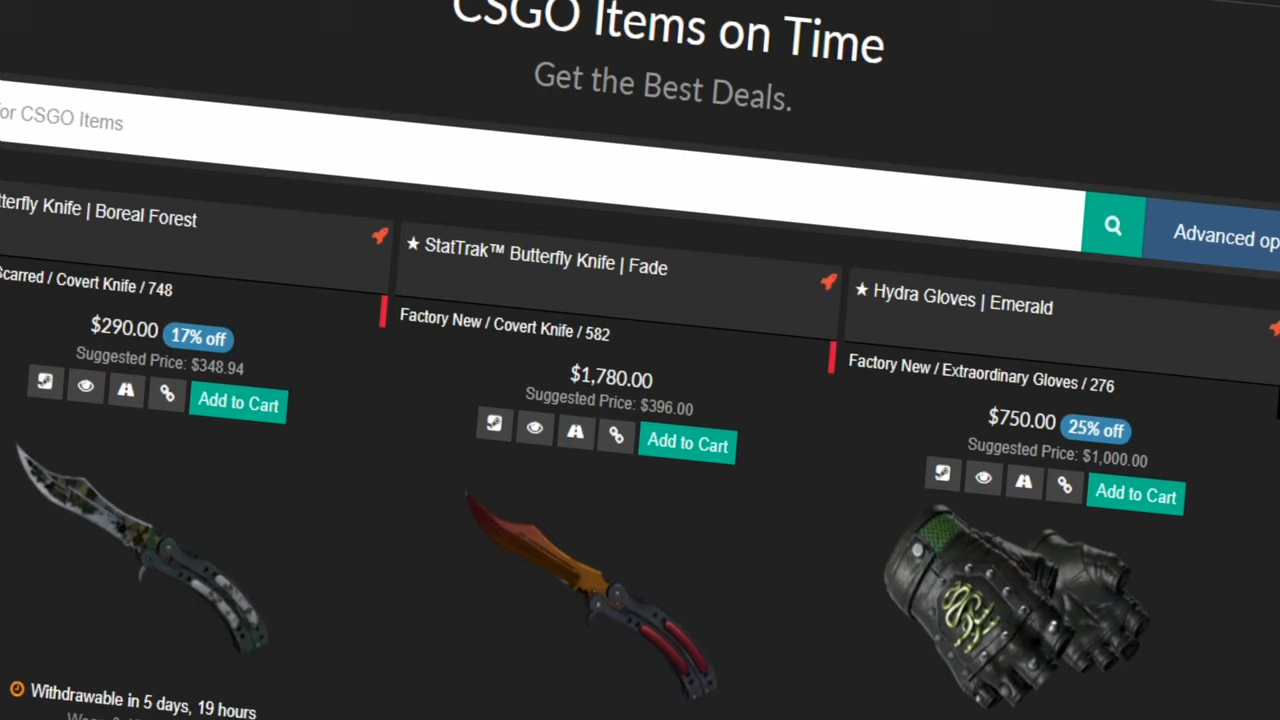 CSGO Items on Time
Get the Best Deals.
for CSGO Items
Advanced op
tterfly Knife | Boreal Forest
Scarred / Covert Knife / 748
$290.00 17% off
Suggested Price: $348.94
Add to Cart
Withdrawable in 5 days, 19 hours
★ StatTrak™ Butterfly Knife | Fade
Factory New / Covert Knife / 582
$1,780.00
Suggested Price: $396.00
Add to Cart
★ Hydra Gloves | Emerald
Factory New / Extraordinary Gloves / 276
$750.00 25% off
Suggested Price: $1,000.00
Add to Cart